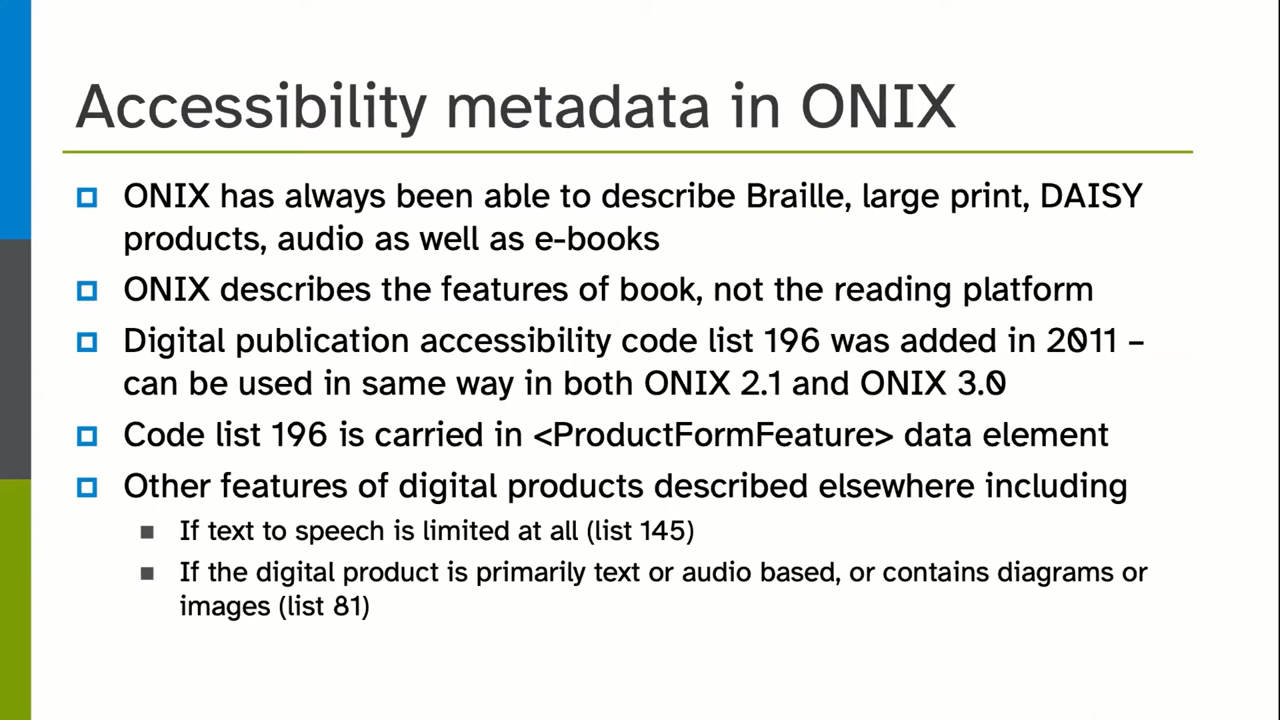 Accessibility metadata in ONIX
ONIX has always been able to describe Braille, large print, DAISY
products, audio as well as e-books
ONIX describes the features of book, not the reading platform
Digital publication accessibility code list 196 was added in 2011 –
can be used in same way in both ONIX 2.1 and ONIX 3.0
Code list 196 is carried in <ProductFormFeature> data element
Other features of digital products described elsewhere including
If text to speech is limited at all (list 145)
If the digital product is primarily text or audio based, or contains diagrams or
images (list 81)